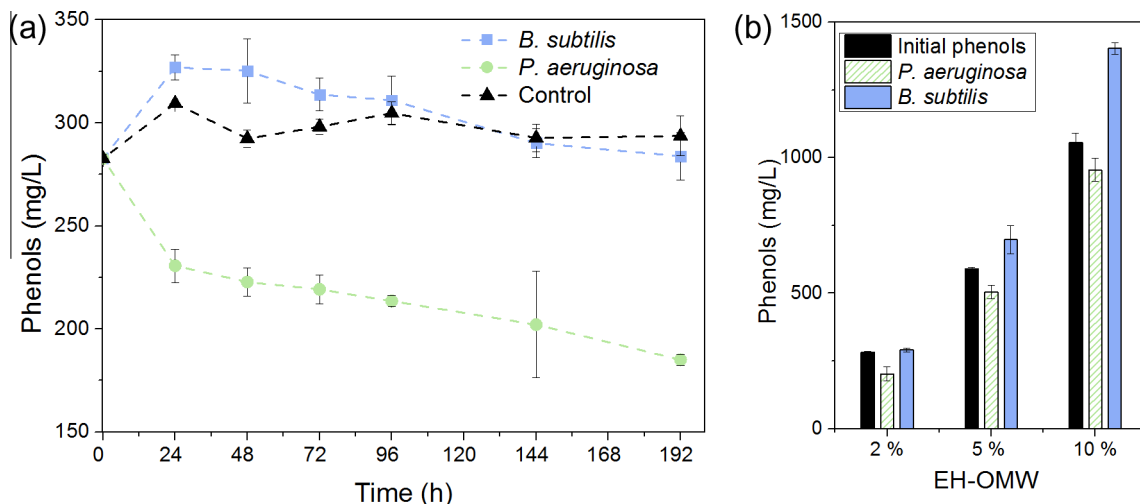 (a)
350
300
250
200
150
Phenols (mg/L)
B. subtilis
P. aeruginosa
Control
0 24 48 72 96 120 144 168 192
Time (h)
(b)
1500
1000
500
0
Phenols (mg/L)
Initial phenols
P. aeruginosa
B. subtilis
2 % 5 % 10 %
EH-OMW